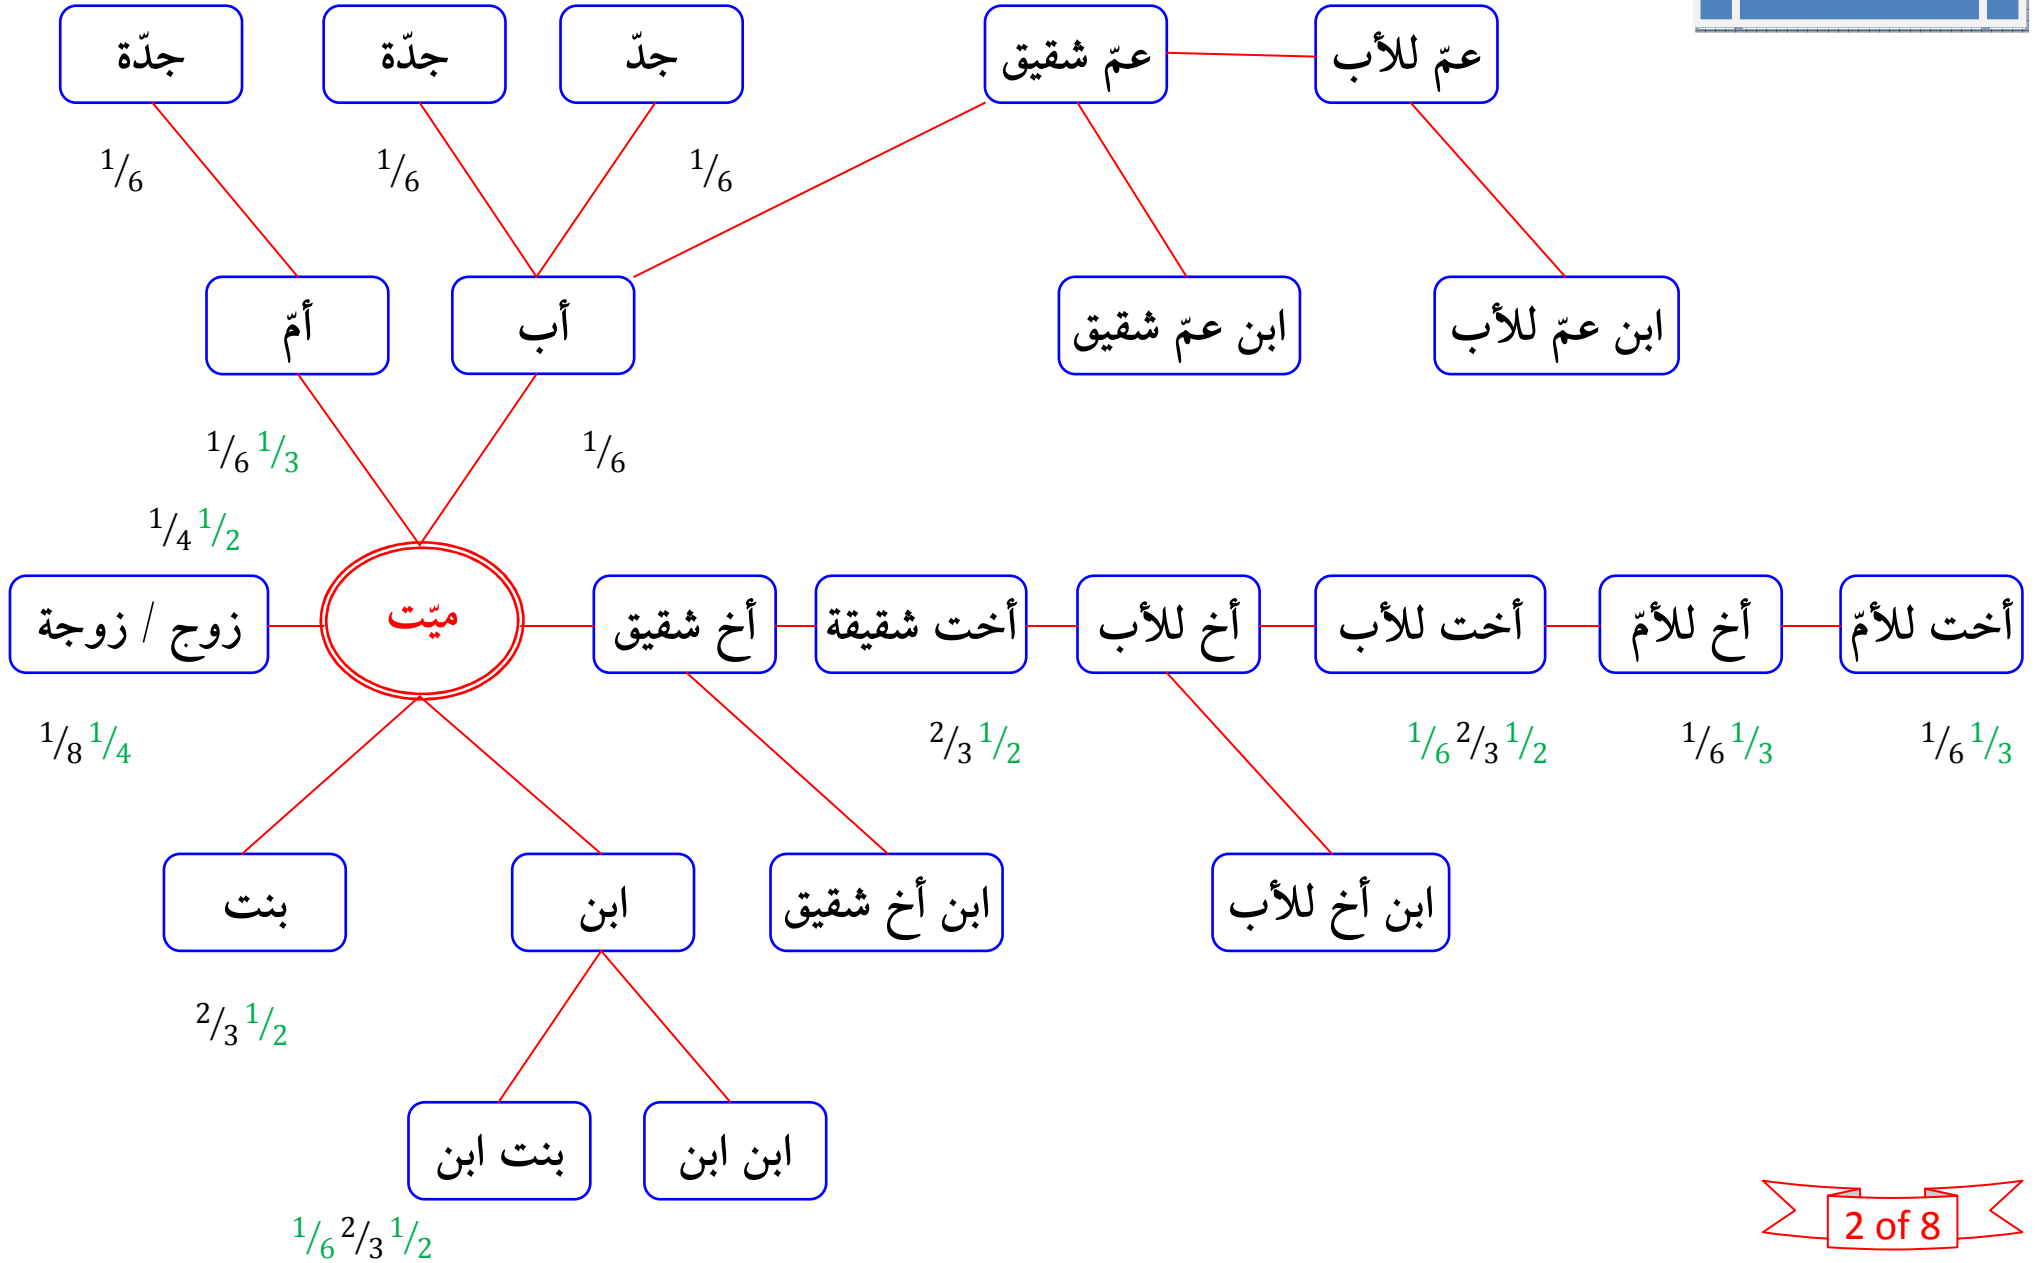 عمّ للأب
عمّ شقيق
جدّ
جدّة
جدّة
1/6
1/6
1/6
ابن عمّ للأب
ابن عمّ شقيق
أب
أمّ
1/6
1/6 1/3
1/4 1/2
زوج / زوجة
ميّت
أخ شقيق
أخت شقيقة
أخ للأب
أخت للأب
أخ للأمّ
أخت للأمّ
1/8 1/4
2/3 1/2
1/6 2/3 1/2
1/6 1/3
1/6 1/3
ابن أخ للأب
ابن أخ شقيق
ابن
بنت
2/3 1/2
ابن ابن
بنت ابن
1/6 2/3 1/2
2 of 8